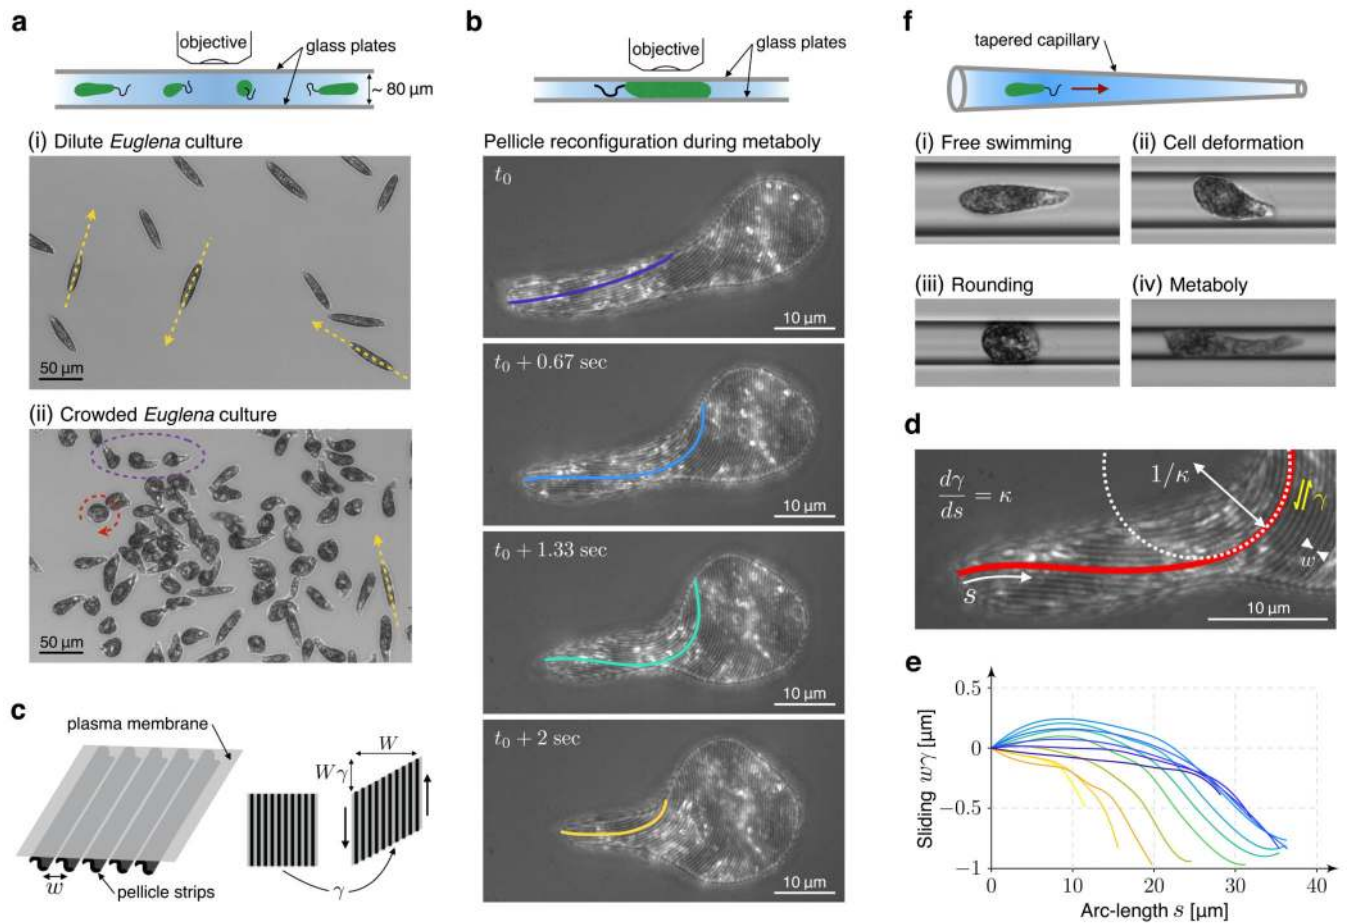 a
objective
glass plates
~ 80 µm
(i) Dilute Euglena culture
50 µm
(ii) Crowded Euglena culture
50 µm
b
objective
glass plates
Pellicle reconfiguration during metaboly
t0
10 µm
t0 + 0.67 sec
10 µm
t0 + 1.33 sec
10 µm
t0 + 2 sec
10 µm
c
plasma membrane
w
pellicle strips
W
Wγ
γ
f
tapered capillary
(i) Free swimming
(ii) Cell deformation
(iii) Rounding
(iv) Metaboly
d
dγ/ds = κ
1/κ
γ
w
s
10 µm
e
Sliding wγ [µm]
0.5
0
−0.5
−1
0
10
20
30
40
Arc-length s [µm]